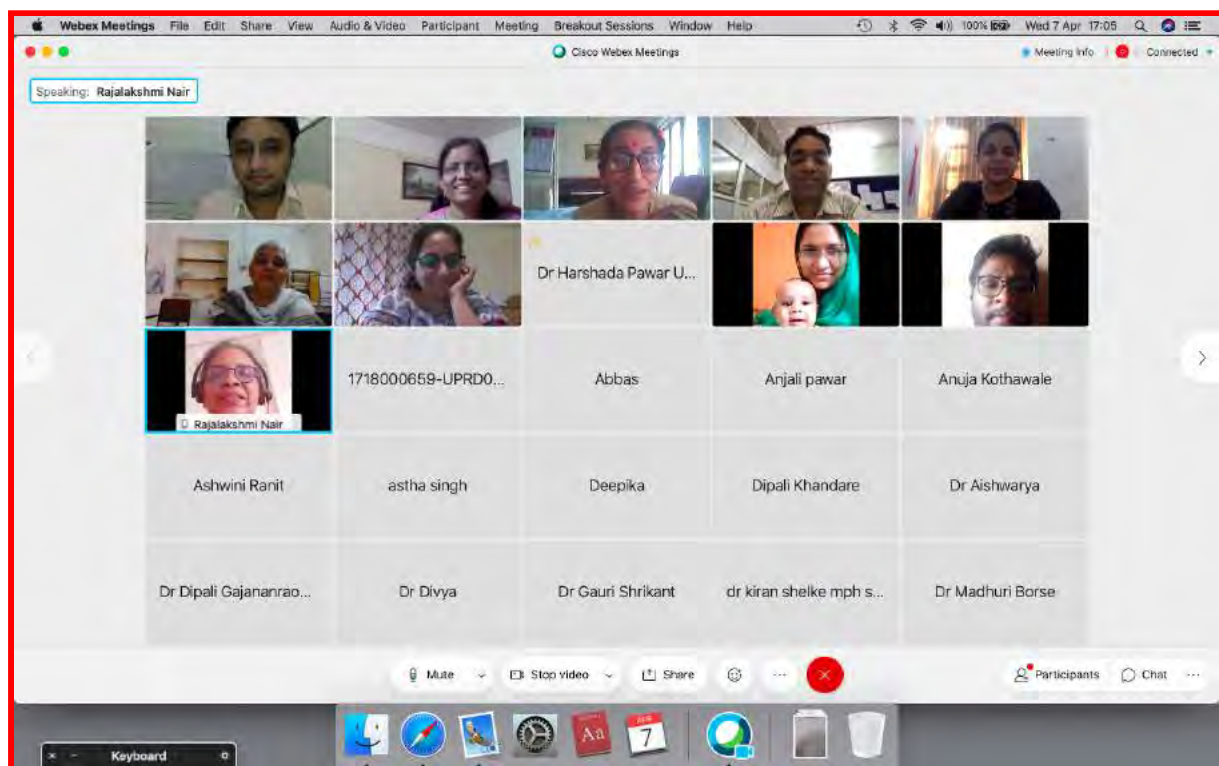 Webex Meetings File Edit Share View Audio & Video Participant Meeting Breakout Sessions Window Help 100% Wed 7 Apr 17:05
Cisco Webex Meetings Meeting Info Connected
Speaking: Rajalakshmi Nair
Dr Harshada Pawar U...
Rajalakshmi Nair
1718000659-UPRD0... Abbas Anjali pawar Anuja Kothawale
Ashwini Ranit astha singh Deepika Dipali Khandare Dr Aishwarya
Dr Dipali Gajananrao... Dr Divya Dr Gauri Shrikant dr kiran shelke mph s... Dr Madhuri Borse
Mute Stop video Share ... Participants Chat ...
Aa 7
Keyboard